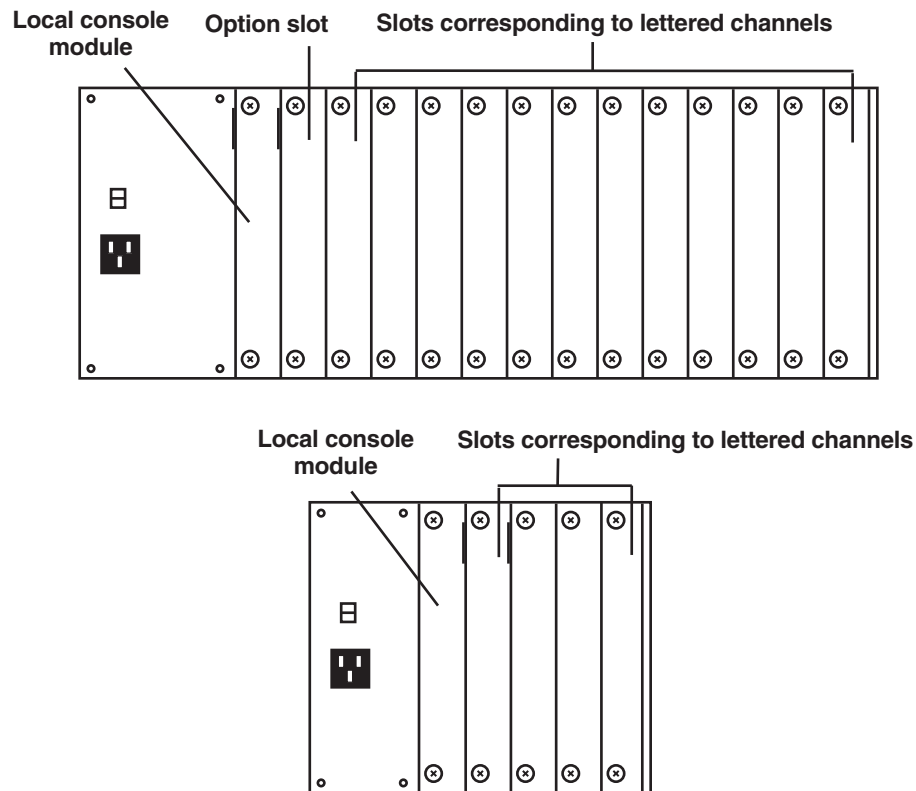 Local console
module
Option slot
Slots corresponding to lettered channels
Local console
module
Slots corresponding to lettered channels